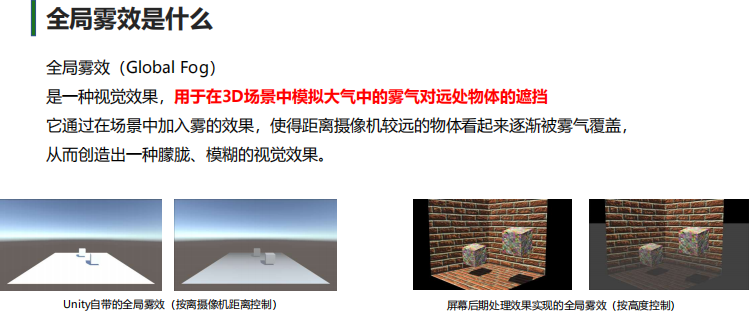 全局雾效是什么
全局雾效（Global Fog）
是一种视觉效果，用于在3D场景中模拟大气中的雾气对远处物体的遮挡
它通过在场景中加入雾的效果，使得距离摄像机较远的物体看起来逐渐被雾气覆盖，
从而创造出一种朦胧、模糊的视觉效果。
Unity自带的全局雾效（按离摄像机距离控制）
屏幕后期处理效果实现的全局雾效（按高度控制）